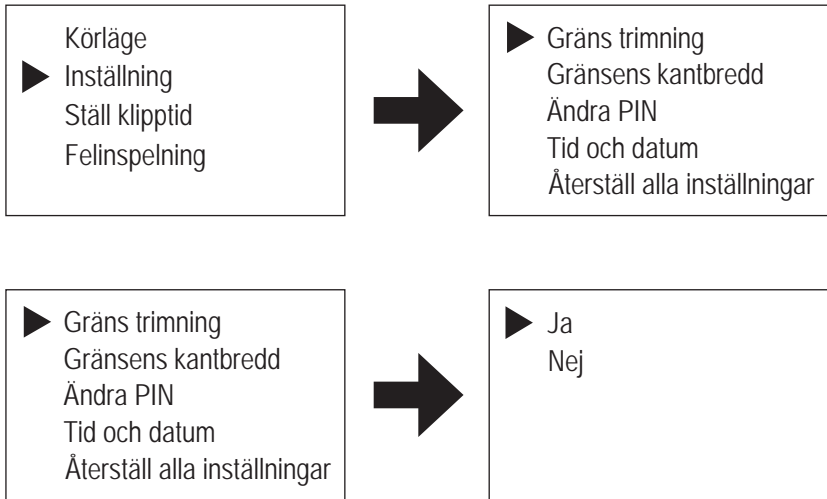 Körläge
Inställning
Ställ klipptid
Felinspelning
Gräns trimning
Gränsens kantbredd
Ändra PIN
Tid och datum
Återställ alla inställningar
Gräns trimning
Gränsens kantbredd
Ändra PIN
Tid och datum
Återställ alla inställningar
Ja
Nej